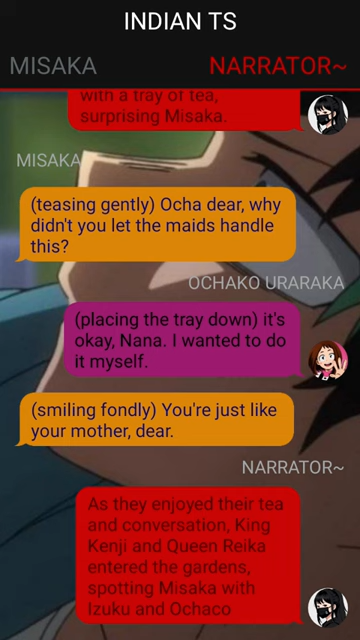 INDIAN TS
MISAKA
NARRATOR~
with a tray of tea,
surprising Misaka.
MISAKA
(teasing gently) Ocha dear, why
didn't you let the maids handle
this?
OCHAKO URARAKA
(placing the tray down) it's
okay, Nana. I wanted to do
it myself.
(smiling fondly) You're just like
your mother, dear.
NARRATOR~
As they enjoyed their tea
and conversation, King
Kenji and Queen Reika
entered the gardens,
spotting Misaka with
Izuku and Ochaco